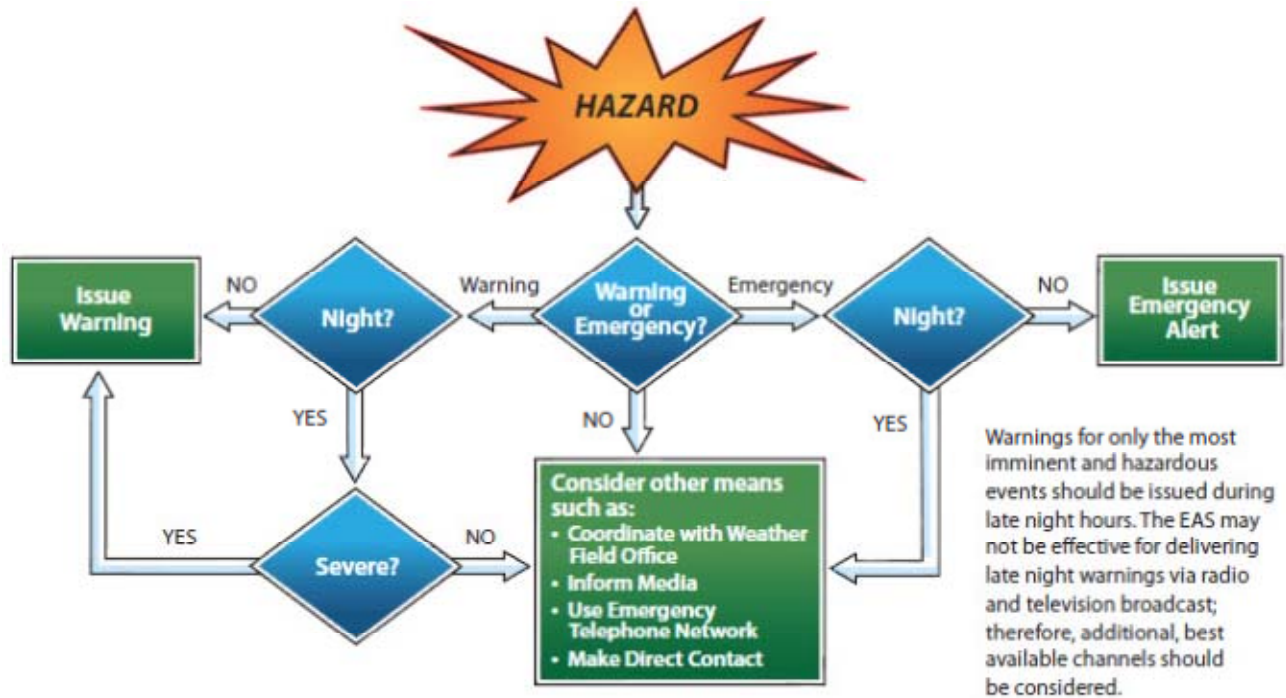 HAZARD
Issue
Warning
NO
Night?
Warning
Warning
or
Emergency?
Emergency
Night?
NO
Issue
Emergency
Alert
YES
NO
YES
YES
Severe?
NO
Consider other means
such as:
• Coordinate with Weather
Field Office
• Inform Media
• Use Emergency
Telephone Network
• Make Direct Contact
Warnings for only the most
imminent and hazardous
events should be issued during
late night hours. The EAS may
not be effective for delivering
late night warnings via radio
and television broadcast;
therefore, additional, best
available channels should
be considered.